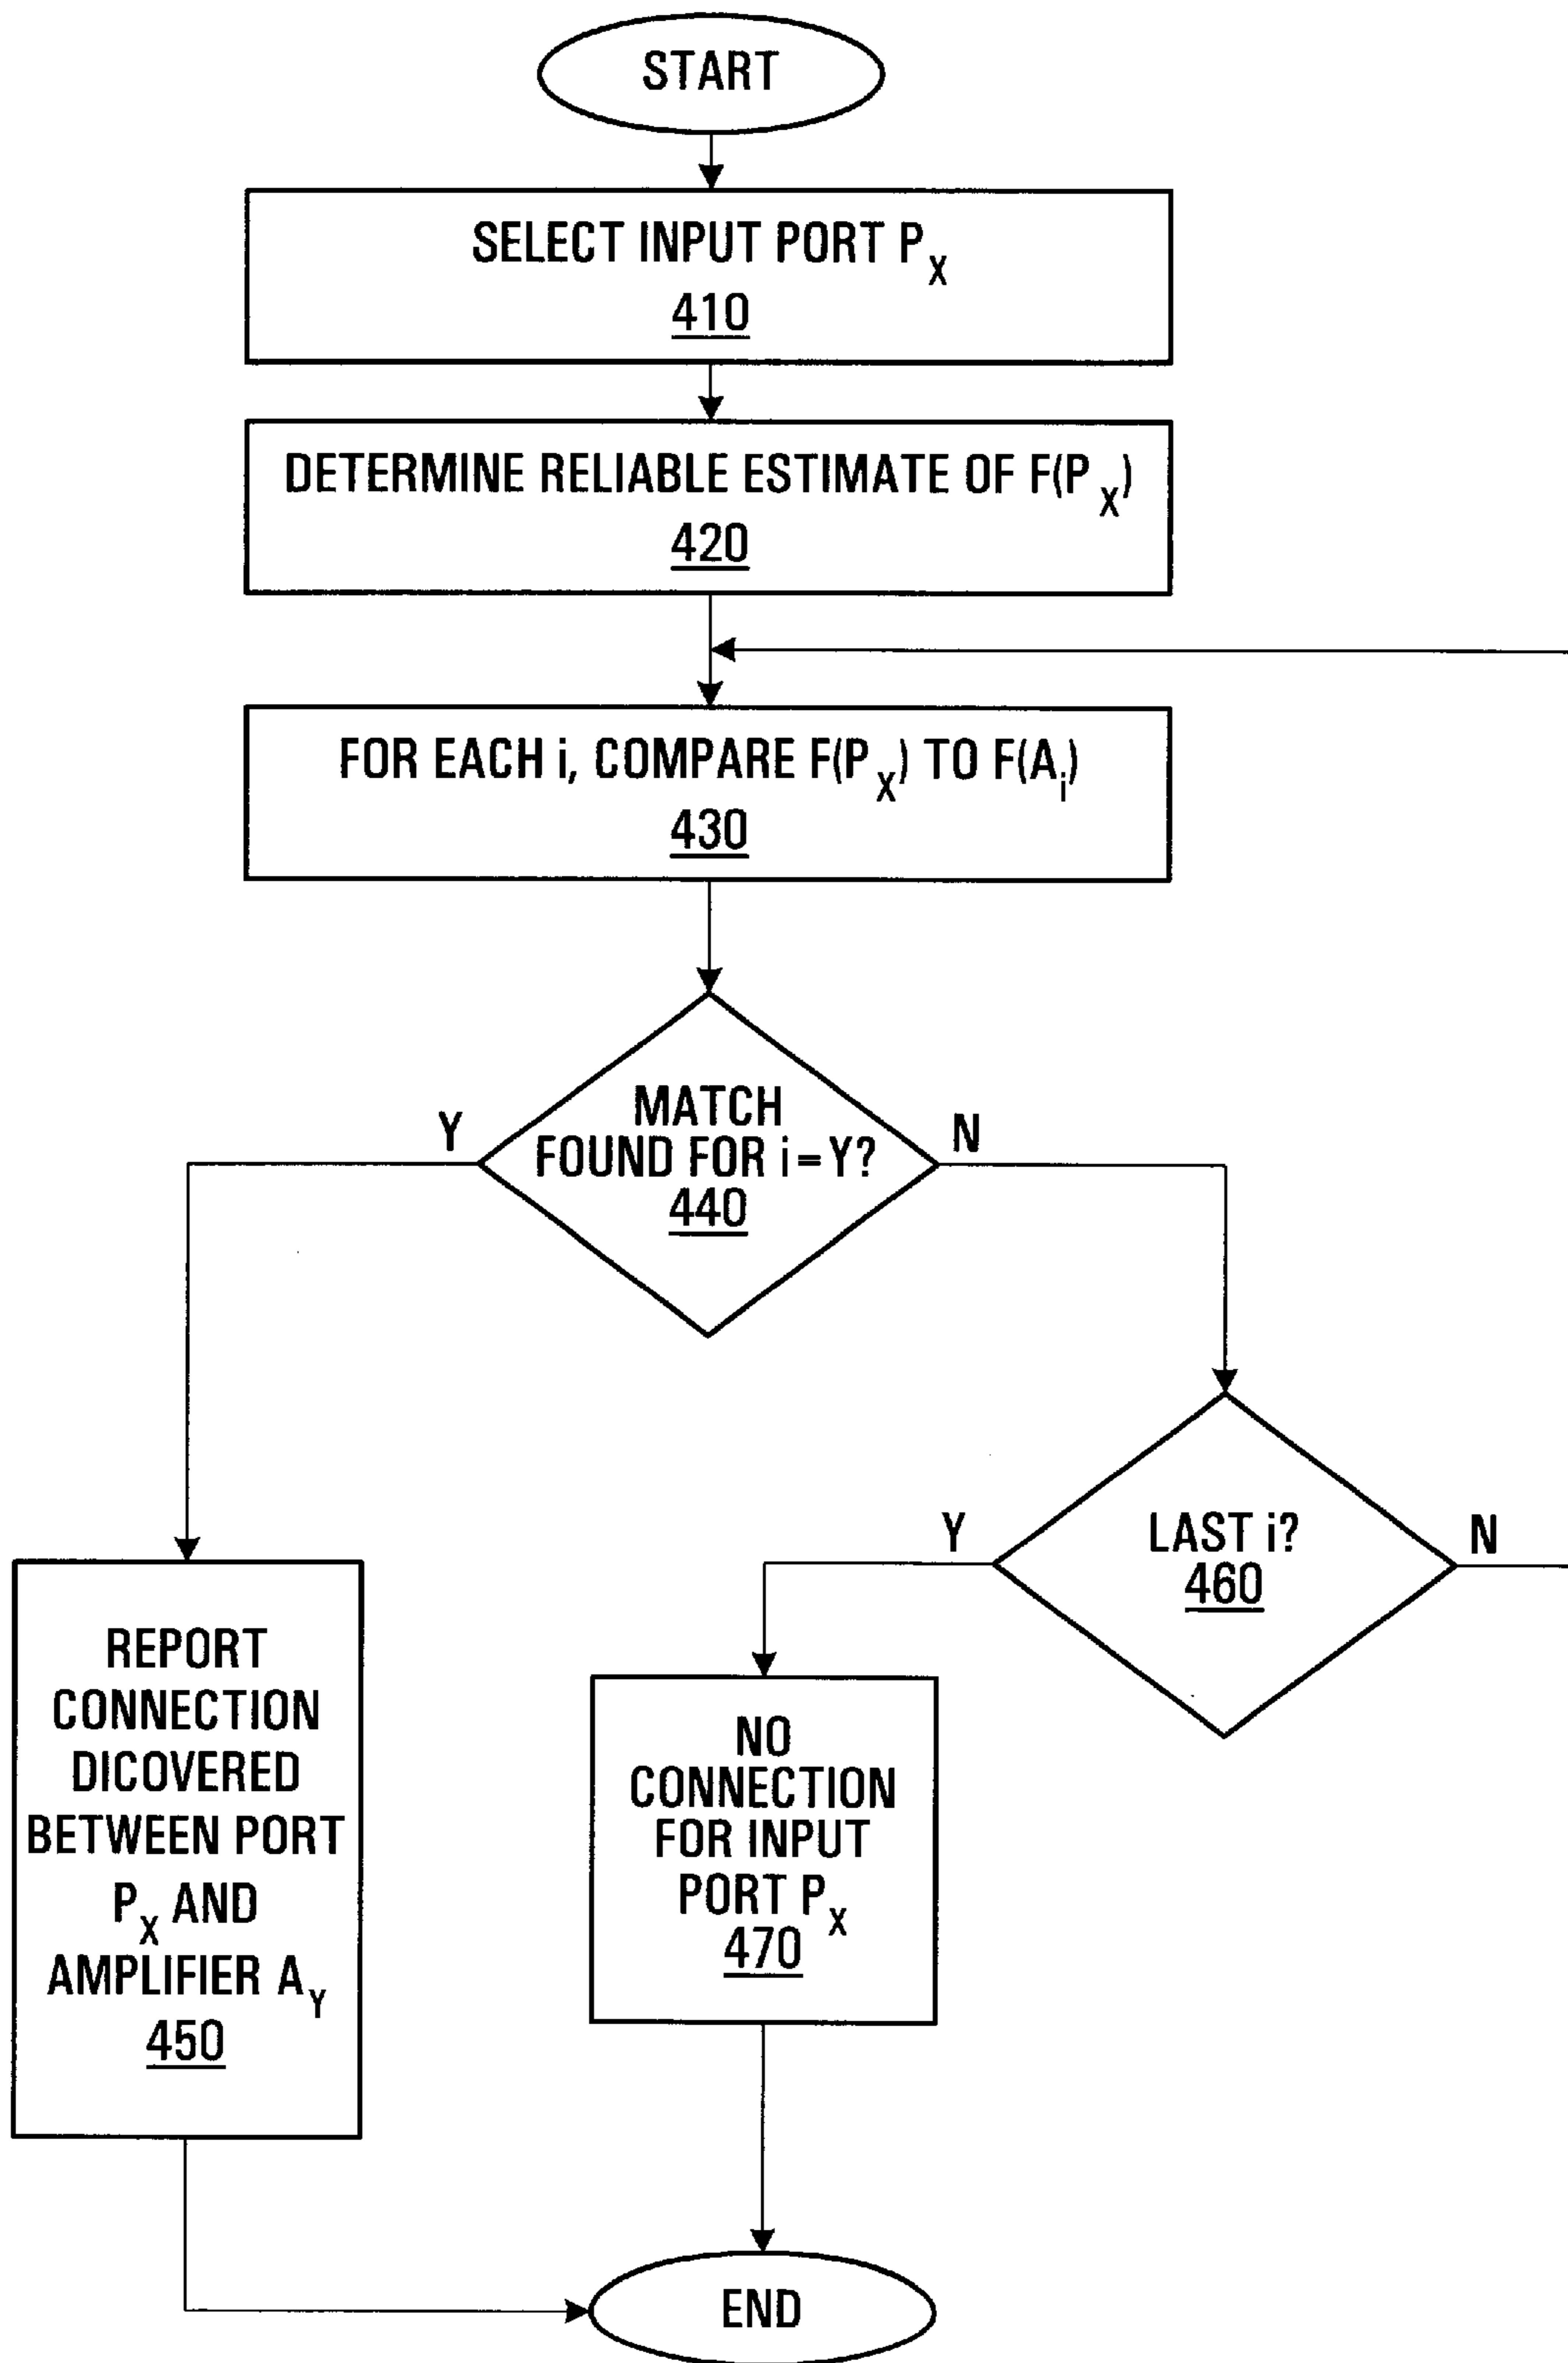 START
SELECT INPUT PORT P_X
410
DETERMINE RELIABLE ESTIMATE OF F(P_X)
420
FOR EACH i, COMPARE F(P_X) TO F(A_i)
430
MATCH
FOUND FOR i=Y?
440
Y
N
LAST i?
460
Y
N
REPORT
CONNECTION
DICOVERED
BETWEEN PORT
P_X AND
AMPLIFIER A_Y
450
NO
CONNECTION
FOR INPUT
PORT P_X
470
END